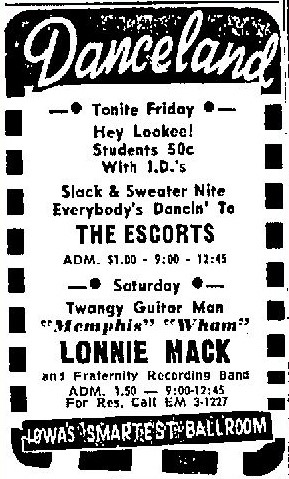 Danceland
Tonite Friday
Hey Lookee!
Students 50c
With I.D.'s
Slack & Sweater Nite
Everybody's Dancin' To
THE ESCORTS
ADM. $1.00 - 9:00 - 12:45
Saturday
Twangy Guitar Man
"Memphis" "Wham"
LONNIE MACK
and Fraternity Recording Band
ADM. 1.50 — 9:00-12:45
For Res. Call EM 3-1227
IOWA'S SMARTEST BALLROOM